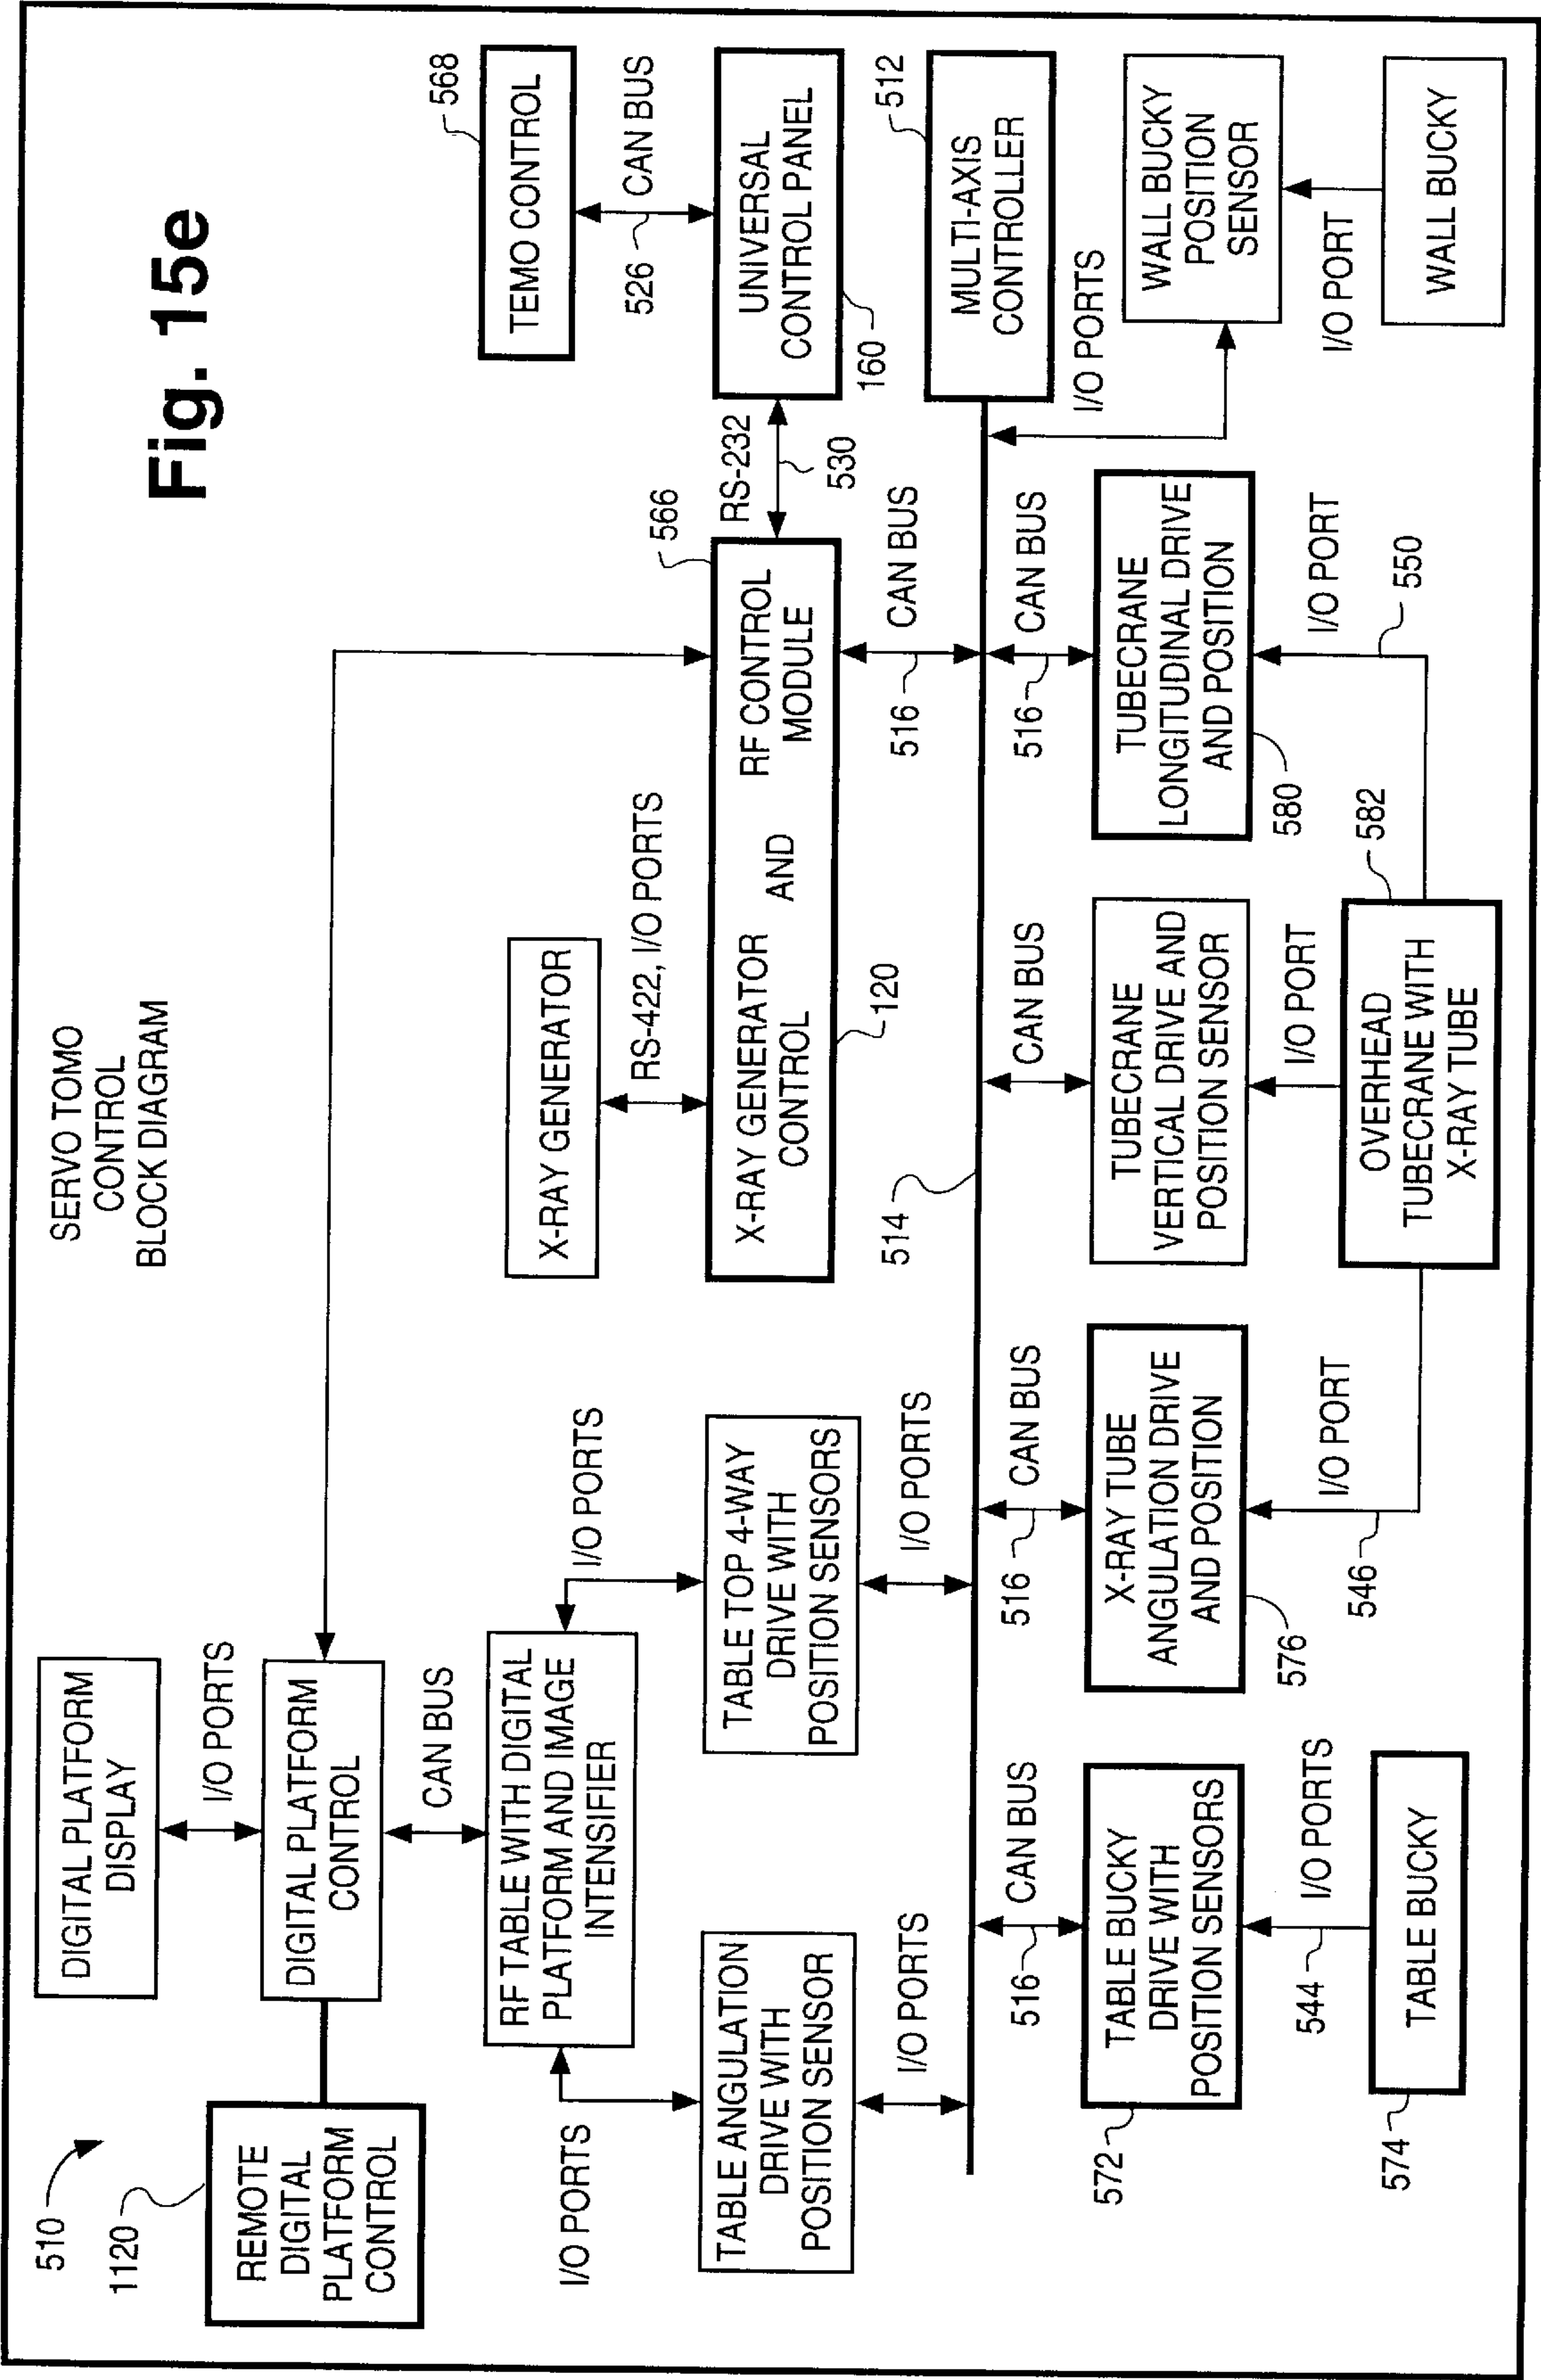 SERVO TOMO
CONTROL
BLOCK DIAGRAM
Fig. 15e
510
1120
REMOTE
DIGITAL
PLATFORM
CONTROL
DIGITAL PLATFORM
DISPLAY
I/O PORTS
DIGITAL PLATFORM
CONTROL
CAN BUS
RF TABLE WITH DIGITAL
PLATFORM AND IMAGE
INTENSIFIER
I/O PORTS
I/O PORTS
TABLE ANGULATION
DRIVE WITH
POSITION SENSOR
I/O PORTS
TABLE TOP 4-WAY
DRIVE WITH
POSITION SENSORS
I/O PORTS
X-RAY GENERATOR
RS-422, I/O PORTS
X-RAY GENERATOR
CONTROL
AND
RF CONTROL
MODULE
120
566
RS-232
530
TEMO CONTROL
568
526
CAN BUS
UNIVERSAL
CONTROL PANEL
160
516
CAN BUS
514
MULTI-AXIS
CONTROLLER
512
I/O PORTS
WALL BUCKY
POSITION
SENSOR
I/O PORT
WALL BUCKY
516
CAN BUS
TABLE BUCKY
DRIVE WITH
POSITION SENSORS
572
544
I/O PORTS
TABLE BUCKY
574
516
CAN BUS
X-RAY TUBE
ANGULATION DRIVE
AND POSITION
576
546
I/O PORT
CAN BUS
TUBECRANE
VERTICAL DRIVE AND
POSITION SENSOR
I/O PORT
OVERHEAD
TUBECRANE WITH
X-RAY TUBE
582
516
CAN BUS
TUBECRANE
LONGITUDINAL DRIVE
AND POSITION
580
I/O PORT
550